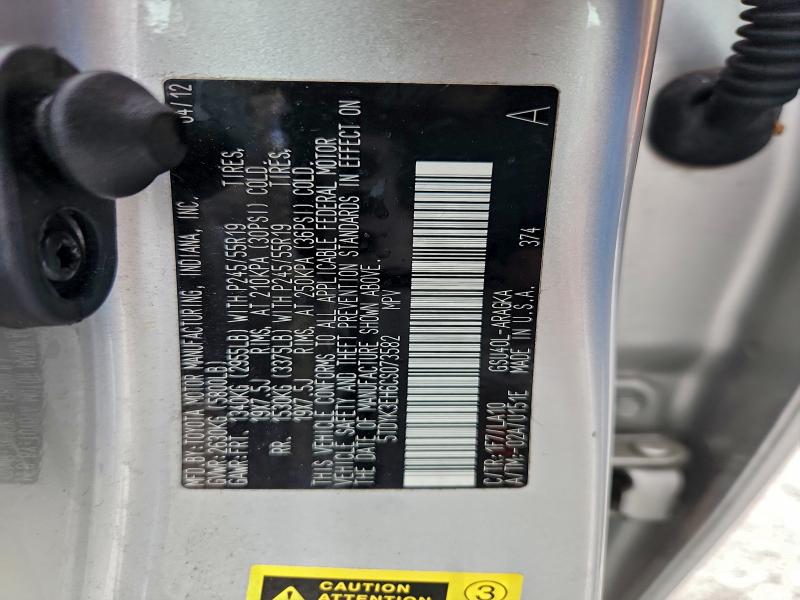 MFD.BY:TOYOTA MOTOR MANUFACTURING, INDIANA, INC. 04/12
GVWR:2630KG (5800LB)
GAWR:FRT. 1340KG (2955LB) WITH P245/55R19 TIRES,
19X7.5J RIMS, AT 210KPA (30PSI) COLD.
RR. 1530KG (3375LB) WITH P245/55R19 TIRES,
19X7.5J RIMS, AT 250KPA (36PSI) COLD.
THIS VEHICLE CONFORMS TO ALL APPLICABLE FEDERAL MOTOR
VEHICLE SAFETY AND THEFT PREVENTION STANDARDS IN EFFECT ON
THE DATE OF MANUFACTURE SHOWN ABOVE.
5TDYK3EH6CS073582 MPV
C/TR:1F7/LA10 GSU40L-ARAGKA 374 A
A/TM:-02A/U151E MADE IN U.S.A.
CAUTION 3
ATTENTION